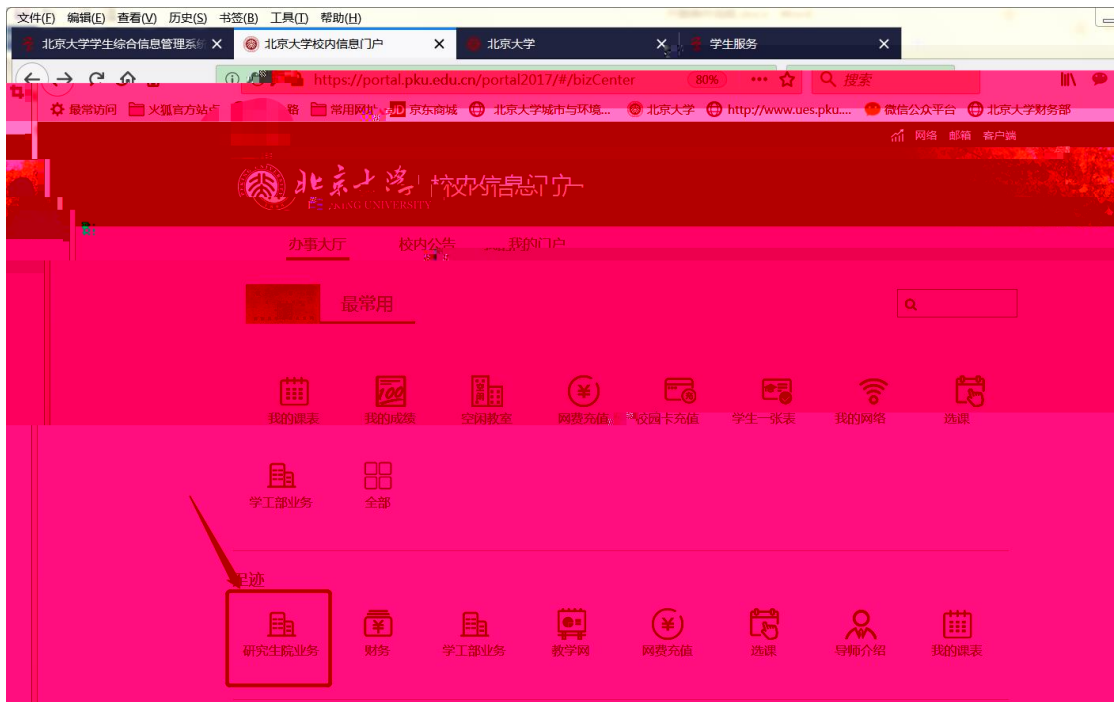 文件(F) 编辑(E) 查看(V) 历史(S) 书签(B) 工具(T) 帮助(H)
北京大学学生综合信息管理系统 北京大学校内信息门户 北京大学 学生服务
https://portal.pku.edu.cn/portal2017/#/bizCenter 80% 搜索
最常访问 火狐官方站点 常用网址 JD 京东商城 北京大学城市与环境... 北京大学 http://www.ues.pku.... 微信公众平台 北京大学财务部
网络 邮箱 客户端
北京大学 校内信息门户
办事大厅 校内公告 我的门户
最常用
我的课表 我的成绩 空闲教室 网费充值 校园卡充值 学生一张表 我的网络 选课
学工部业务 全部
足迹
研究生院业务 财务 学工部业务 教学网 网费充值 选课 导师介绍 我的课表